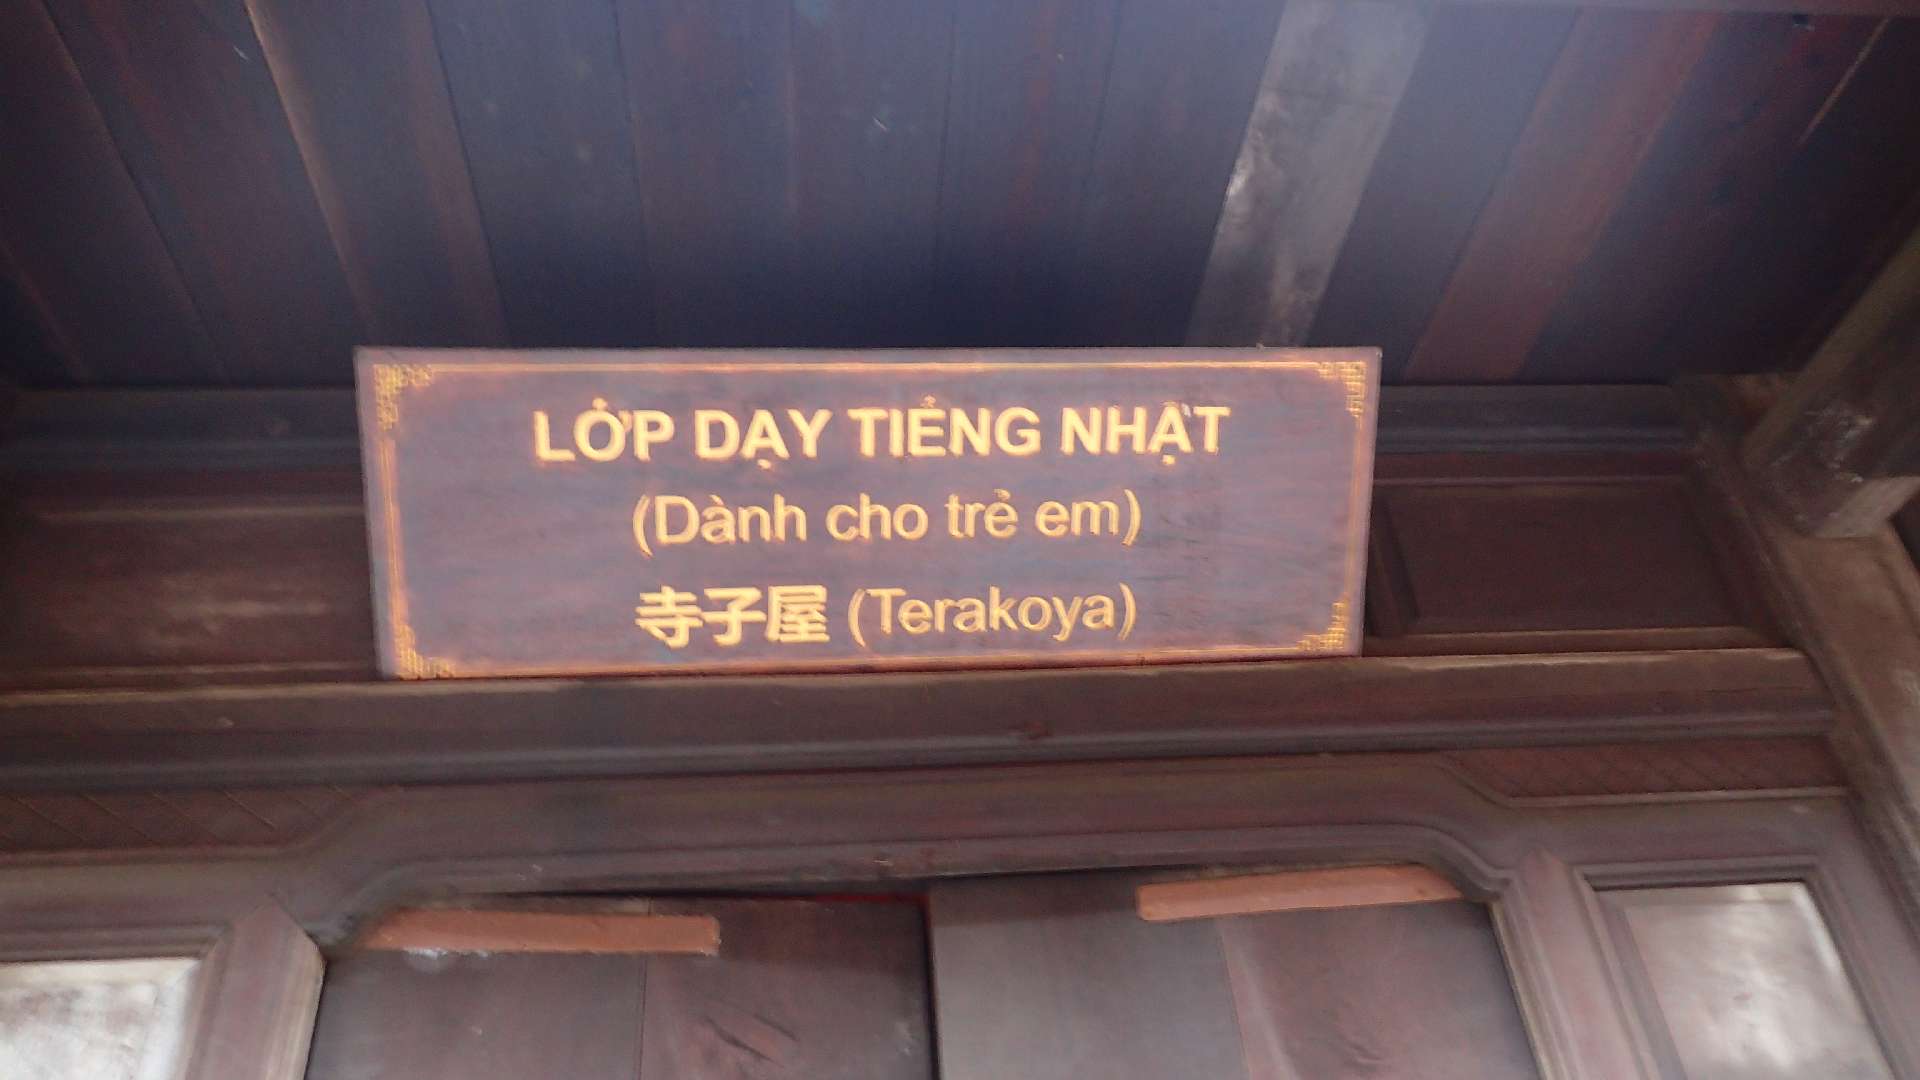 LỚP DẠY TIẾNG NHẬT
(Dành cho trẻ em)
寺子屋 (Terakoya)